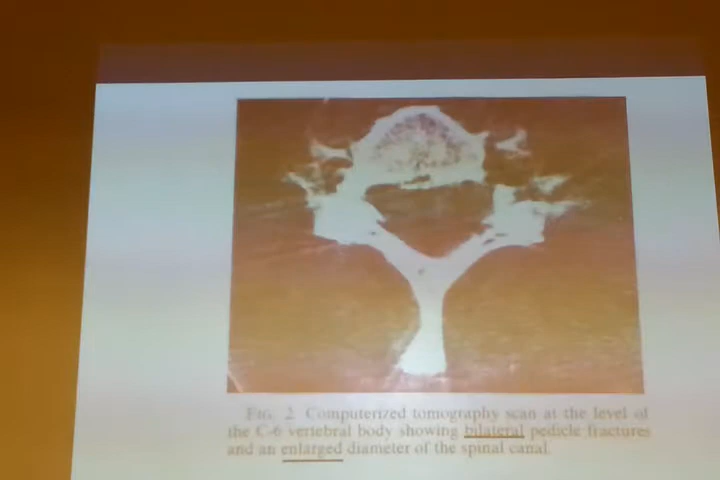 FIG. 2. Computerized tomography scan at the level of
the C-6 vertebral body showing bilateral pedicle fractures
and an enlarged diameter of the spinal canal.